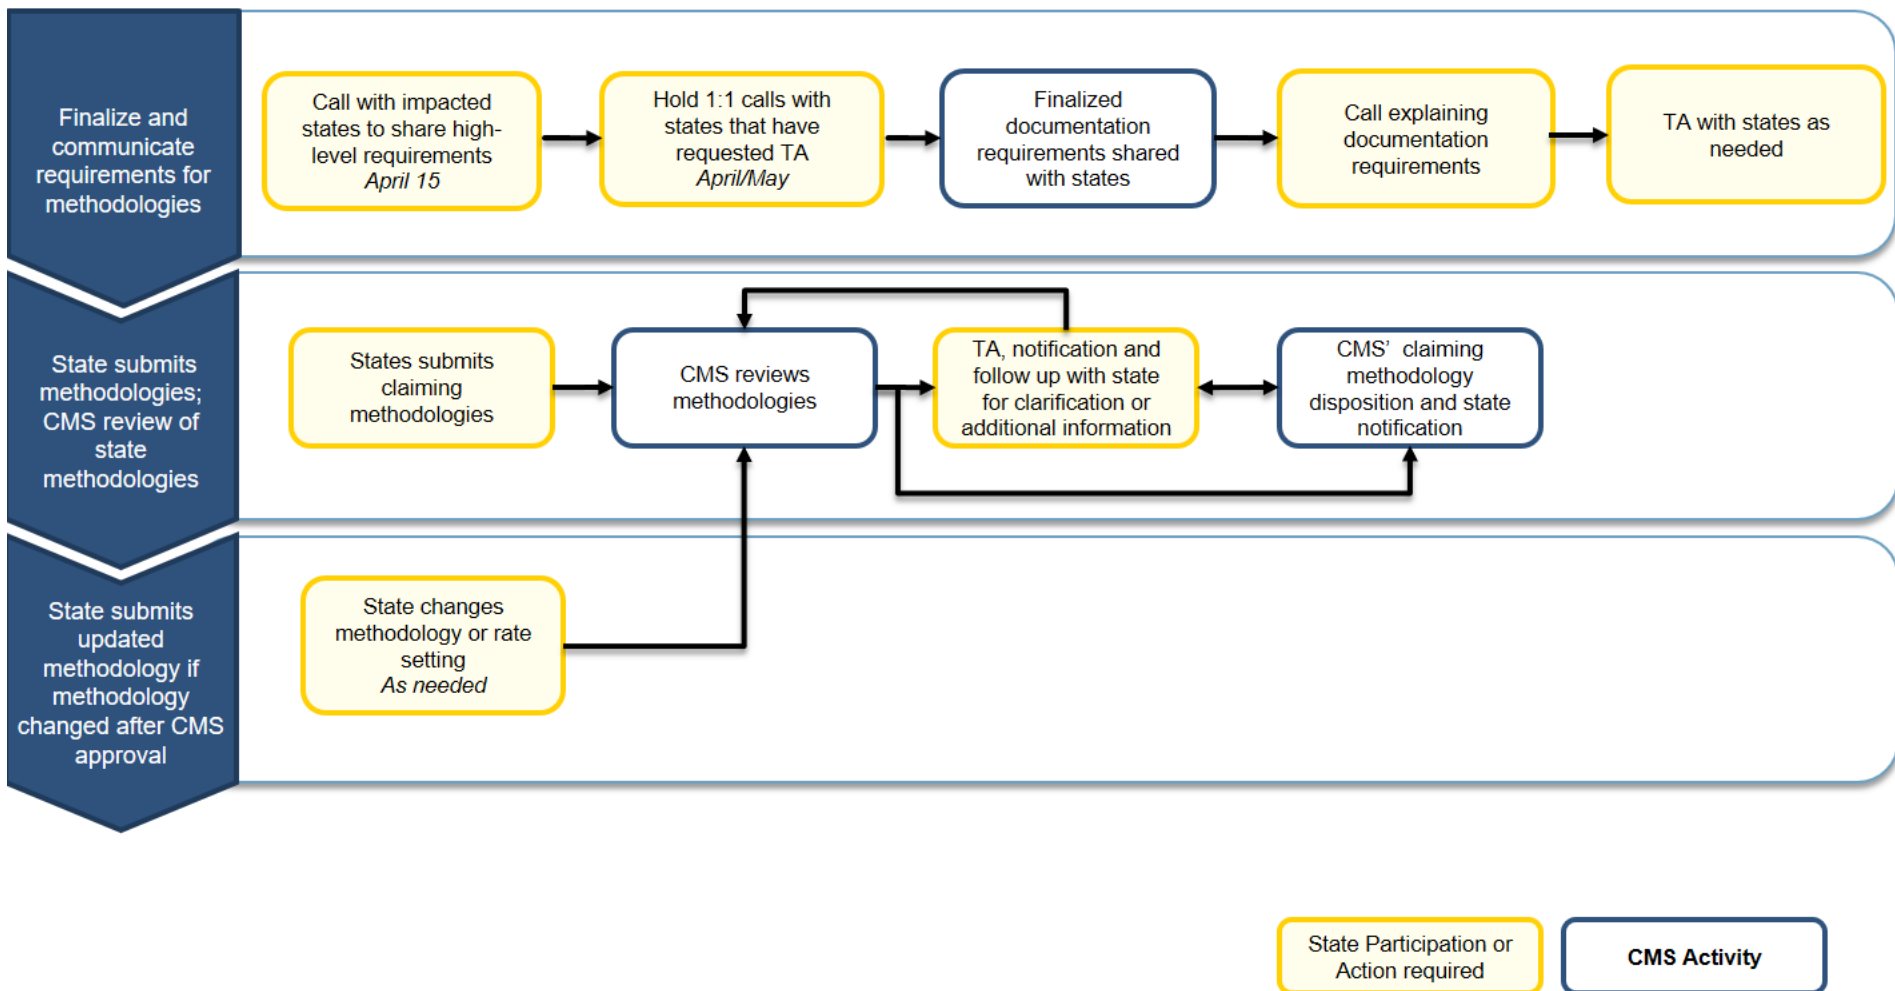 Finalize and
communicate
requirements for
methodologies
Call with impacted
states to share high-
level requirements
April 15
Hold 1:1 calls with
states that have
requested TA
April/May
Finalized
documentation
requirements shared
with states
Call explaining
documentation
requirements
TA with states as
needed
State submits
methodologies;
CMS review of
state
methodologies
States submits
claiming
methodologies
CMS reviews
methodologies
TA, notification and
follow up with state
for clarification or
additional information
CMS’ claiming
methodology
disposition and state
notification
State submits
updated
methodology if
methodology
changed after CMS
approval
State changes
methodology or rate
setting
As needed
State Participation or
Action required
CMS Activity